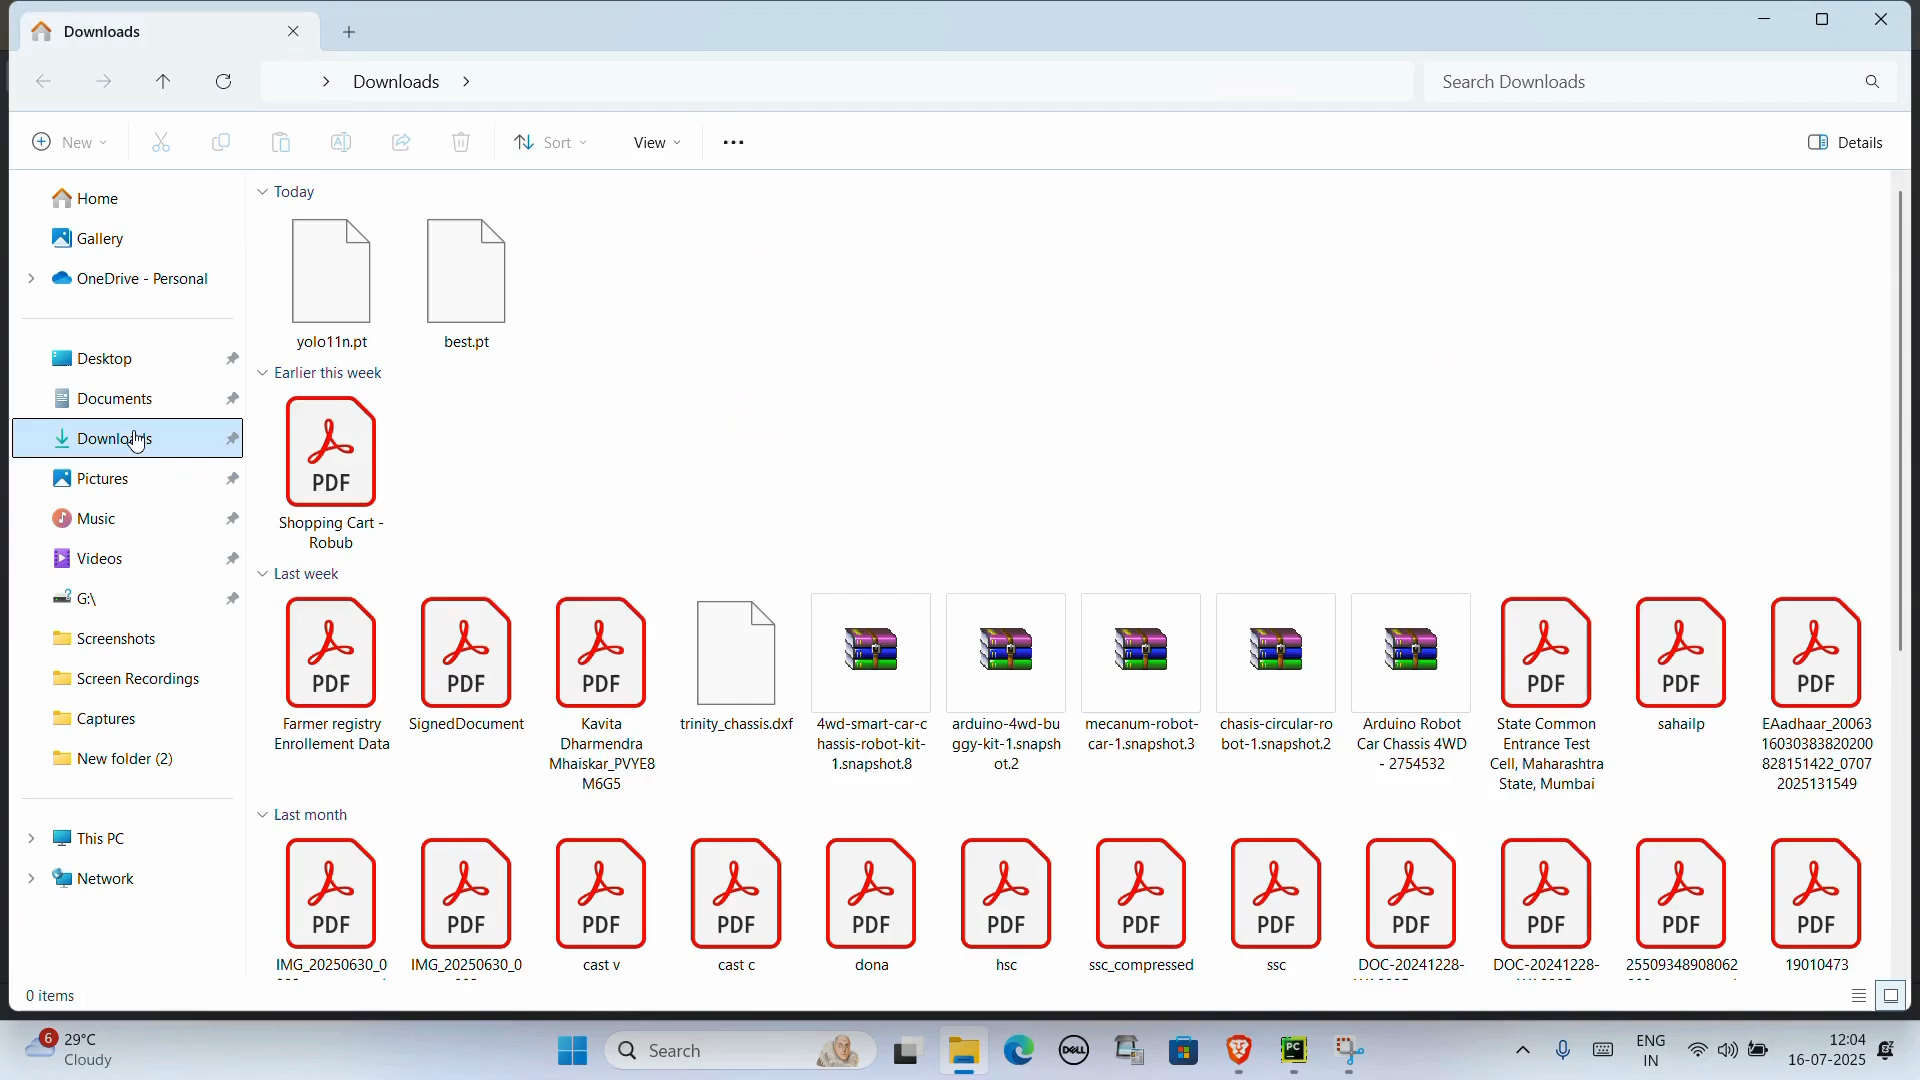 Downloads
Downloads
Search Downloads
New
Sort
View
Details
Home
Gallery
OneDrive - Personal
Desktop
Documents
Downloads
Pictures
Music
Videos
G:\
Screenshots
Screen Recordings
Captures
New folder (2)
This PC
Network
Today
yolo11n.pt
best.pt
Earlier this week
PDF
Shopping Cart -
Robub
Last week
PDF
Farmer registry
Enrollement Data
PDF
SignedDocument
PDF
Kavita
Dharmendra
Mhaiskar_PVYE8
M6G5
trinity_chassis.dxf
4wd-smart-car-c
hassis-robot-kit-
1.snapshot.8
arduino-4wd-bu
ggy-kit-1.snapsh
ot.2
mecanum-robot-
car-1.snapshot.3
chasis-circular-ro
bot-1.snapshot.2
Arduino Robot
Car Chassis 4WD
- 2754532
PDF
State Common
Entrance Test
Cell, Maharashtra
State, Mumbai
PDF
sahailp
PDF
EAadhaar_20063
16030383820200
828151422_0707
2025131549
Last month
PDF
IMG_20250630_0
PDF
IMG_20250630_0
PDF
cast v
PDF
cast c
PDF
dona
PDF
hsc
PDF
ssc_compressed
PDF
ssc
PDF
DOC-20241228-
PDF
DOC-20241228-
PDF
25509348908062
PDF
19010473
0 items
6
29°C
Cloudy
Search
DELL
PC
ENG
IN
12:04
16-07-2025